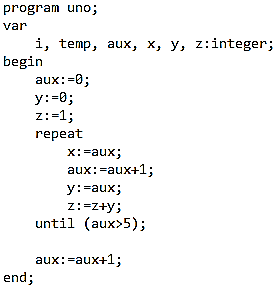 program uno;
var
    i, temp, aux, x, y, z:integer;
begin
    aux:=0;
    y:=0;
    z:=1;
    repeat
        x:=aux;
        aux:=aux+1;
        y:=aux;
        z:=z+y;
    until (aux>5);

    aux:=aux+1;
end;